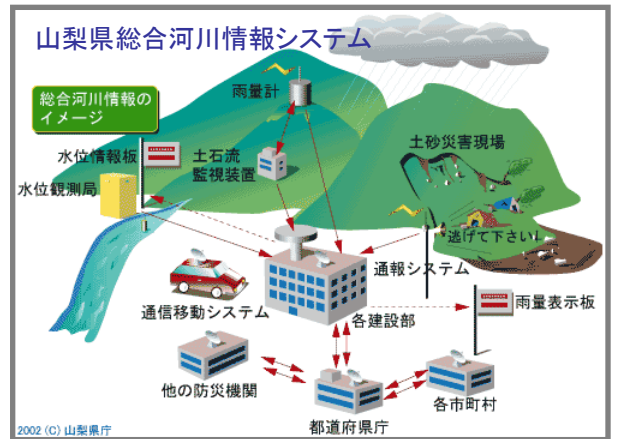 山梨県総合河川情報システム
総合河川情報の
イメージ
雨量計
水位情報板
土石流
監視装置
土砂災害現場
水位観測局
逃げて下さい!
通報システム
通信移動システム
各建設部
雨量表示板
他の防災機関
都道府県庁
各市町村
2002 (C) 山梨県庁